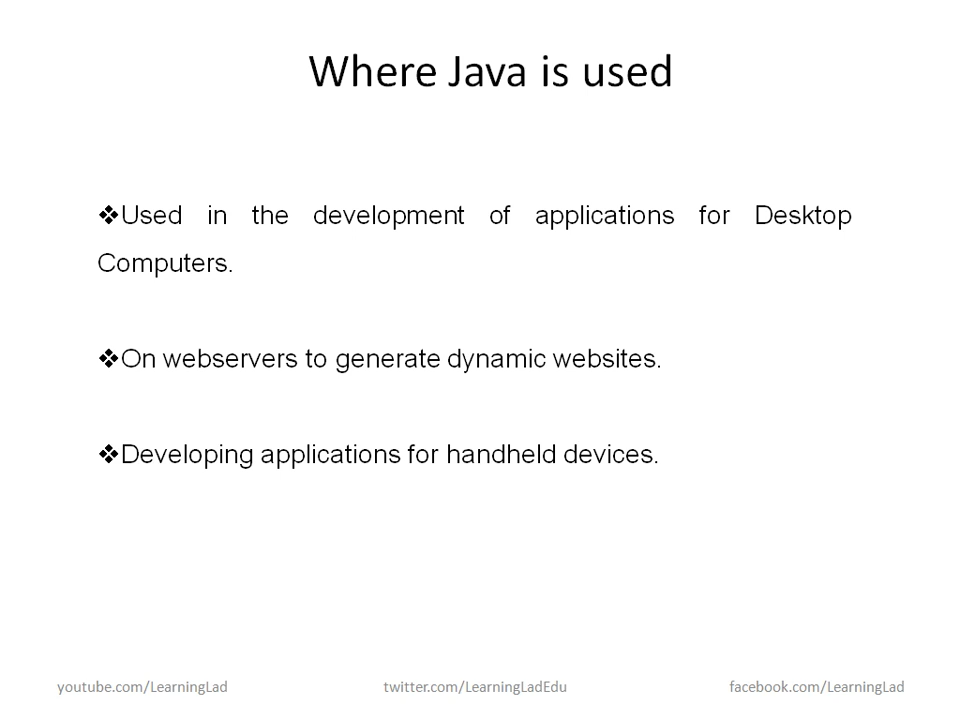 Where Java is used
❖Used in the development of applications for Desktop
Computers.
❖On webservers to generate dynamic websites.
❖Developing applications for handheld devices.
youtube.com/LearningLad twitter.com/LearningLadEdu facebook.com/LearningLad